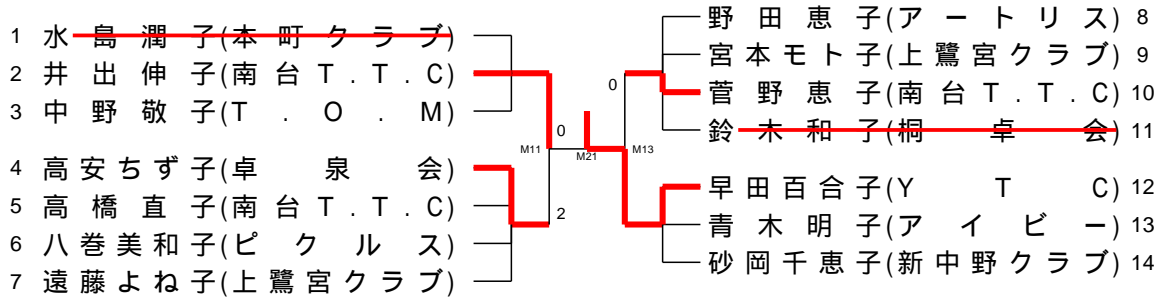 1 水島潤子(本町クラブ)
2 井出伸子(南台T.T.C)
3 中野敬子(T.O.M)
4 高安ちず子(卓泉会)
5 高橋直子(南台T.T.C)
6 八巻美和子(ピクルス)
7 遠藤よね子(上鷺宮クラブ)
M11
0
2
M21
0
M13
野田恵子(アートリス) 8
宮本モト子(上鷺宮クラブ) 9
菅野恵子(南台T.T.C) 10
鈴木和子(桐卓会) 11
早田百合子(YTC) 12
青木明子(アイビー) 13
砂岡千恵子(新中野クラブ) 14